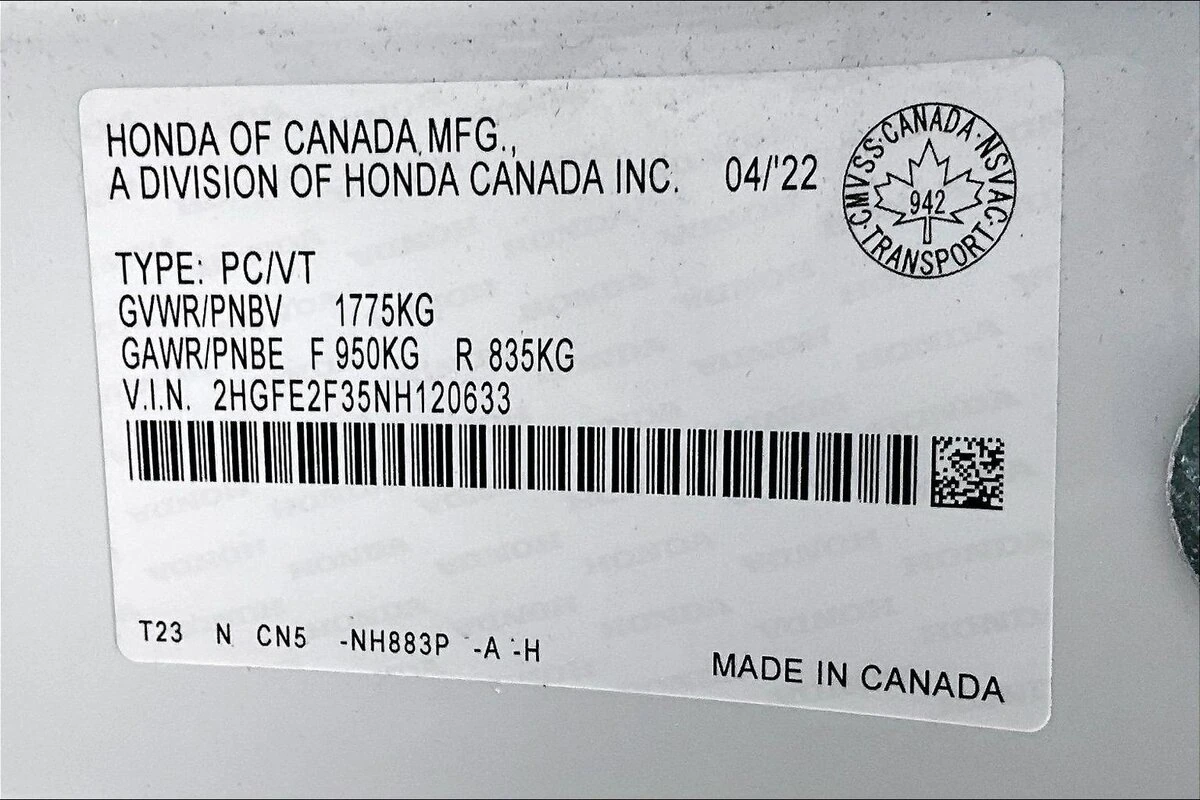 HONDA OF CANADA MFG.,
A DIVISION OF HONDA CANADA INC. 04/'22
CMVSS·CANADA·NSVAC·TRANSPORT·
942
TYPE: PC/VT
GVWR/PNBV 1775KG
GAWR/PNBE F 950KG R 835KG
V.I.N. 2HGFE2F35NH120633
T23 N CN5 -NH883P -A -H
MADE IN CANADA